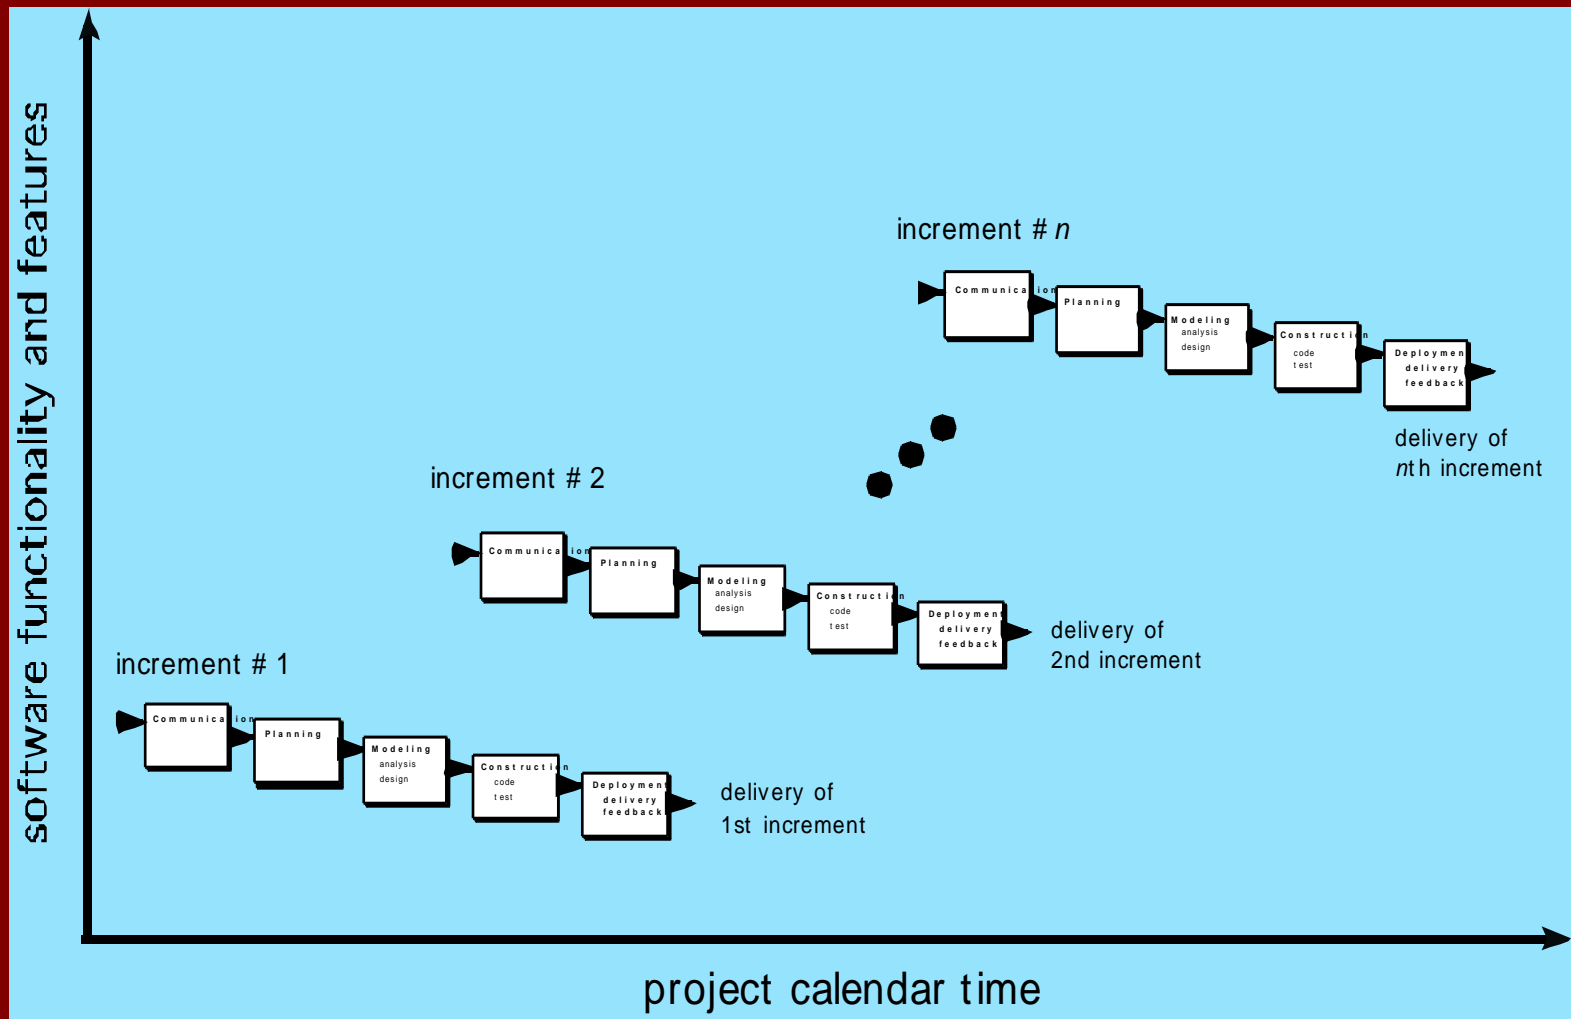 software functionality and features
increment # n
Communication
Planning
Modeling
analysis
design
Construction
code
test
Deployment
delivery
feedback
delivery of
nth increment
increment # 2
Communication
Planning
Modeling
analysis
design
Construction
code
test
Deployment
delivery
feedback
delivery of
2nd increment
increment # 1
Communication
Planning
Modeling
analysis
design
Construction
code
test
Deployment
delivery
feedback
delivery of
1st increment
project calendar time